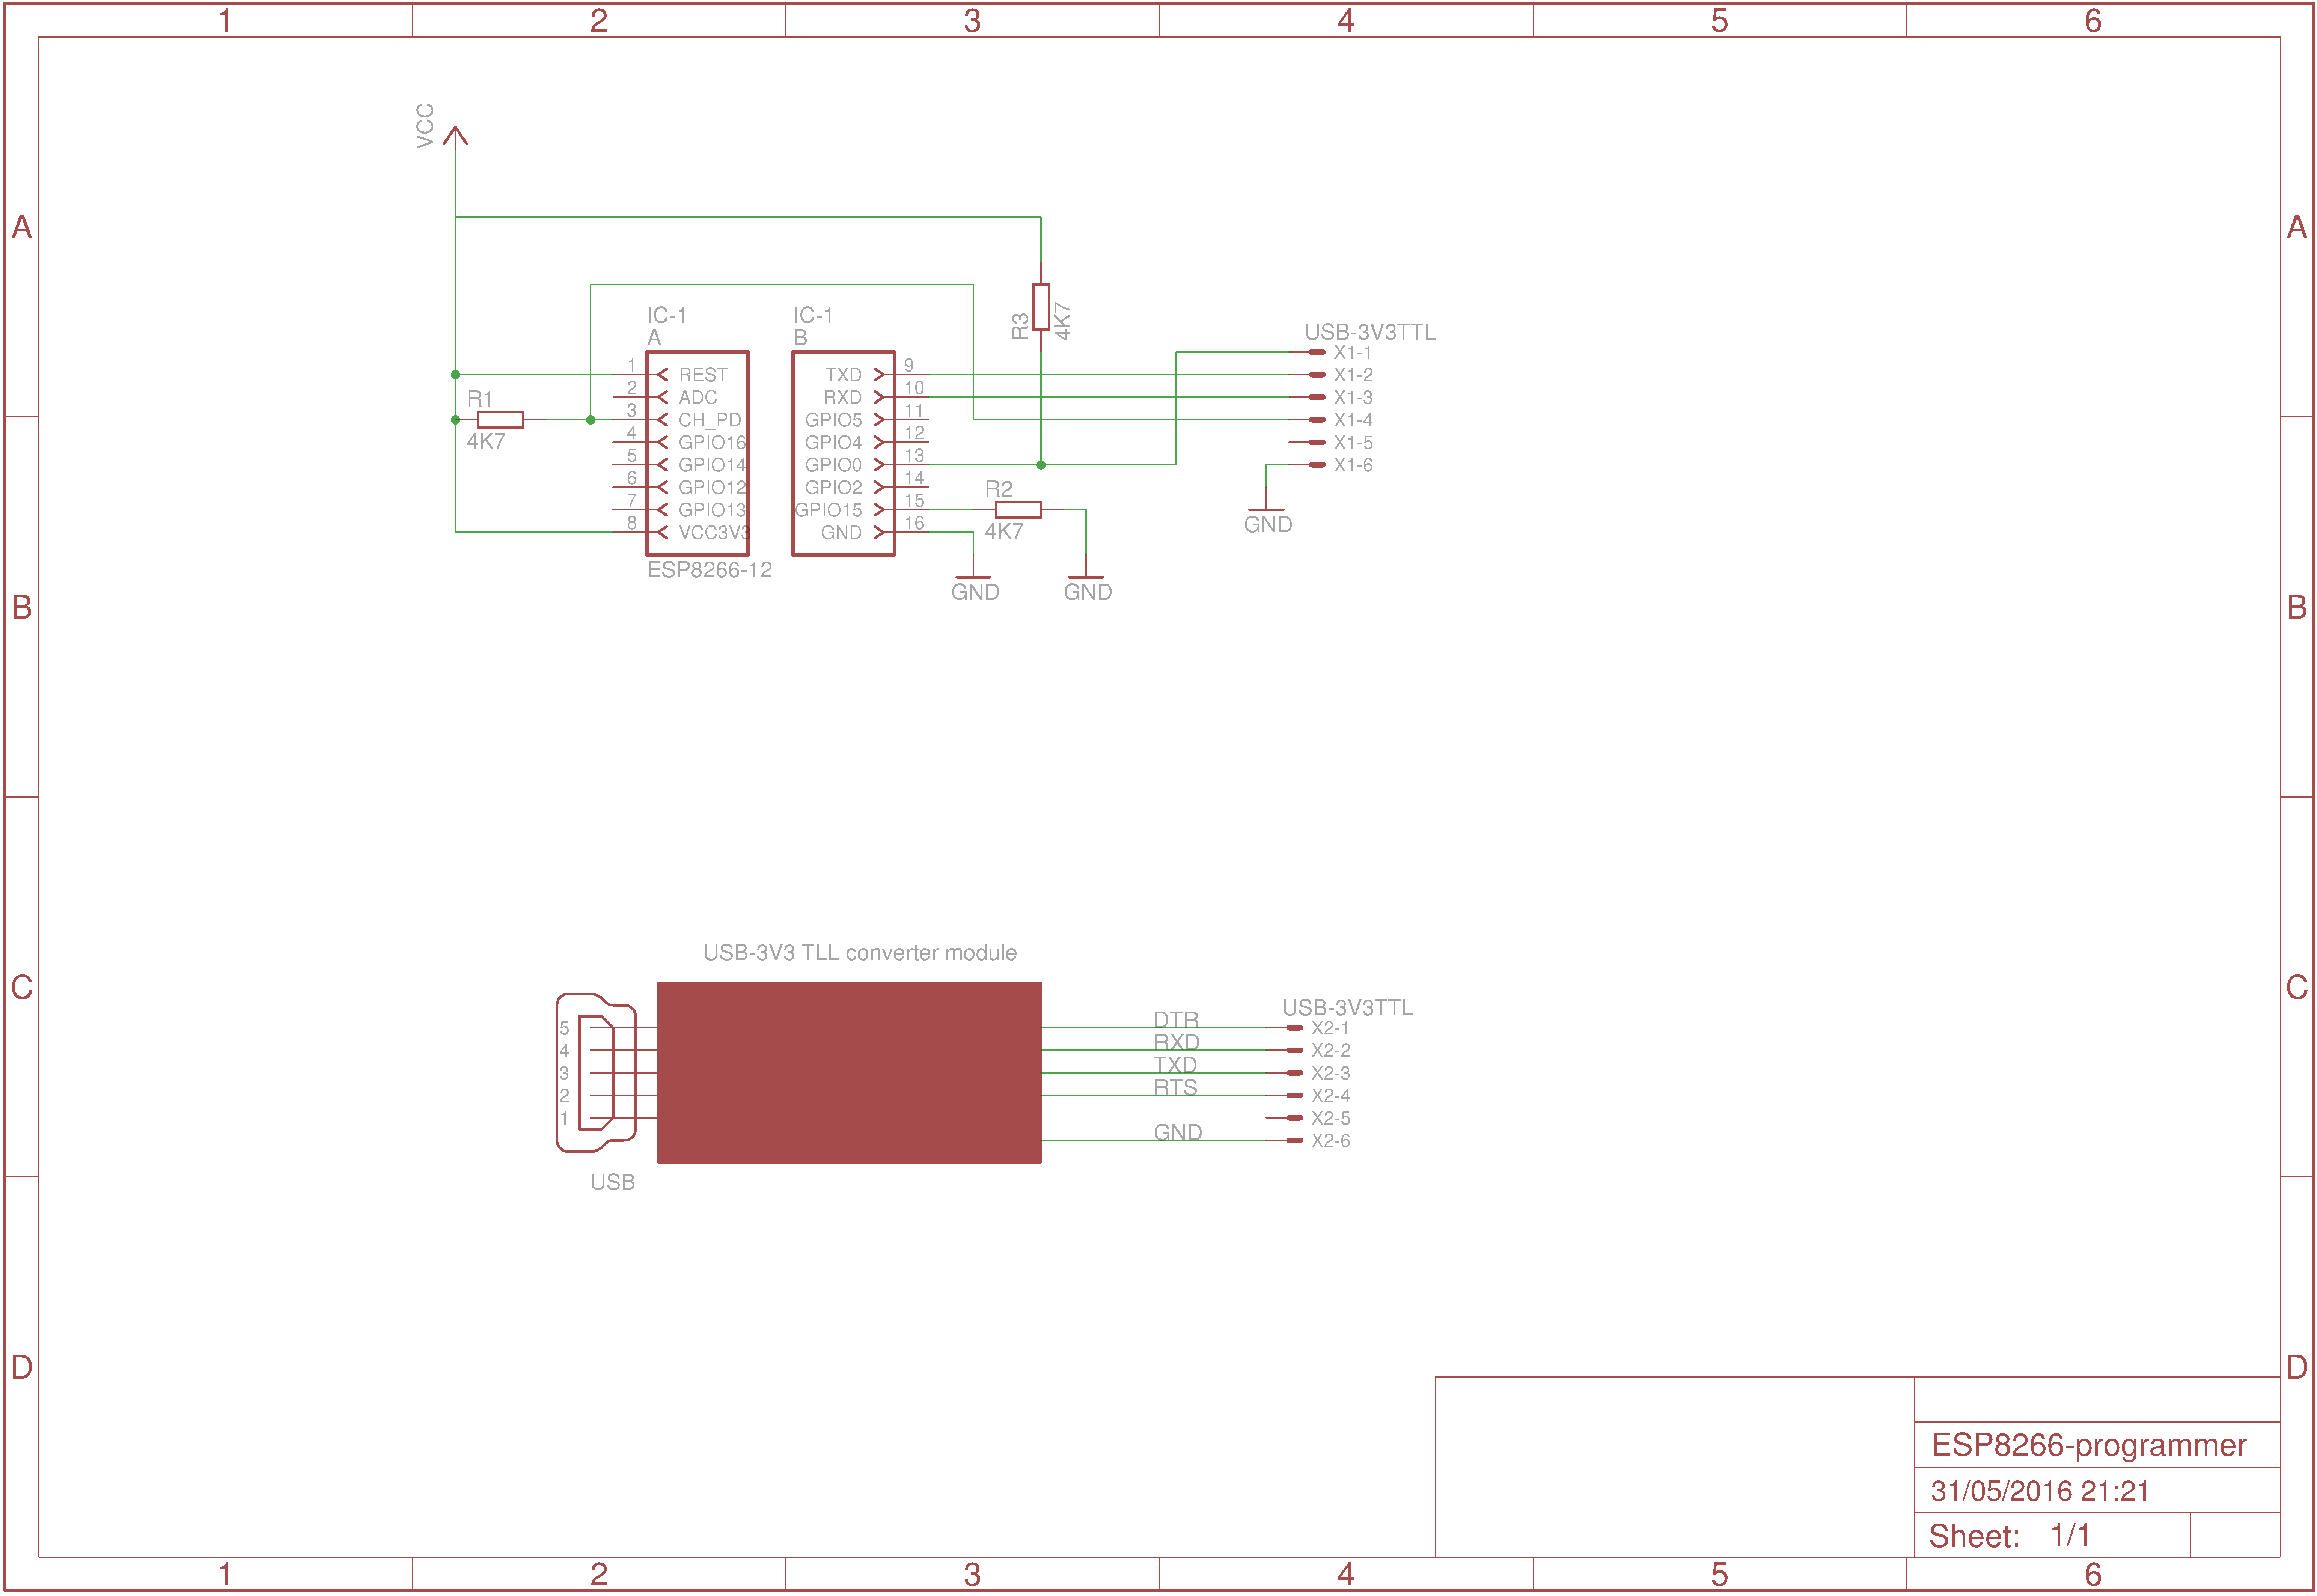 1 2 3 4 5 6
A A
VCC
R3
4K7
IC-1
A
IC-1
B
USB-3V3TTL
X1-1
X1-2
X1-3
X1-4
X1-5
X1-6
1 REST
2 ADC
3 CH_PD
4 GPIO16
5 GPIO14
6 GPIO12
7 GPIO13
8 VCC3V3
TXD 9
RXD 10
GPIO5 11
GPIO4 12
GPIO0 13
GPIO2 14
GPIO15 15
GND 16
R1
4K7
R2
4K7
GND
ESP8266-12
GND
GND
B B
USB-3V3 TLL converter module
C C
5
4
3
2
1
USB
DTR
RXD
TXD
RTS
GND
USB-3V3TTL
X2-1
X2-2
X2-3
X2-4
X2-5
X2-6
D D
ESP8266-programmer
31/05/2016 21:21
Sheet: 1/1
1 2 3 4 5 6